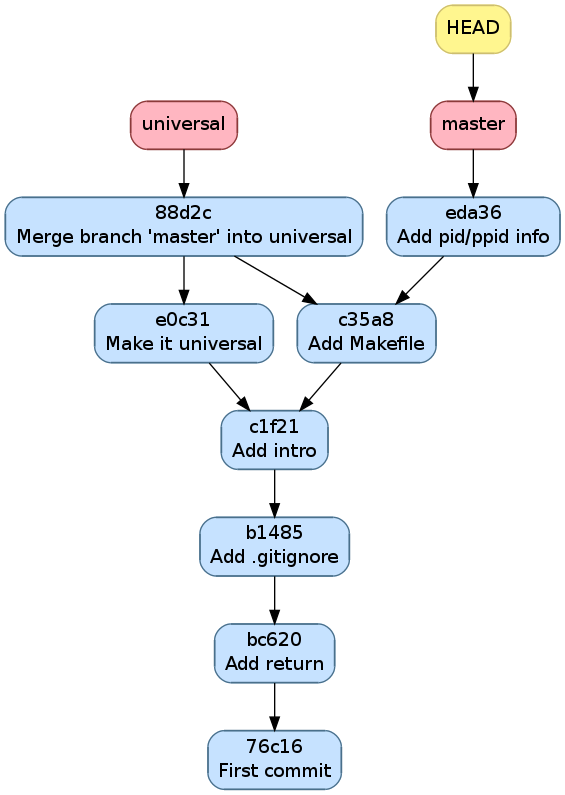 HEAD
universal
master
88d2c
Merge branch 'master' into universal
eda36
Add pid/ppid info
e0c31
Make it universal
c35a8
Add Makefile
c1f21
Add intro
b1485
Add .gitignore
bc620
Add return
76c16
First commit